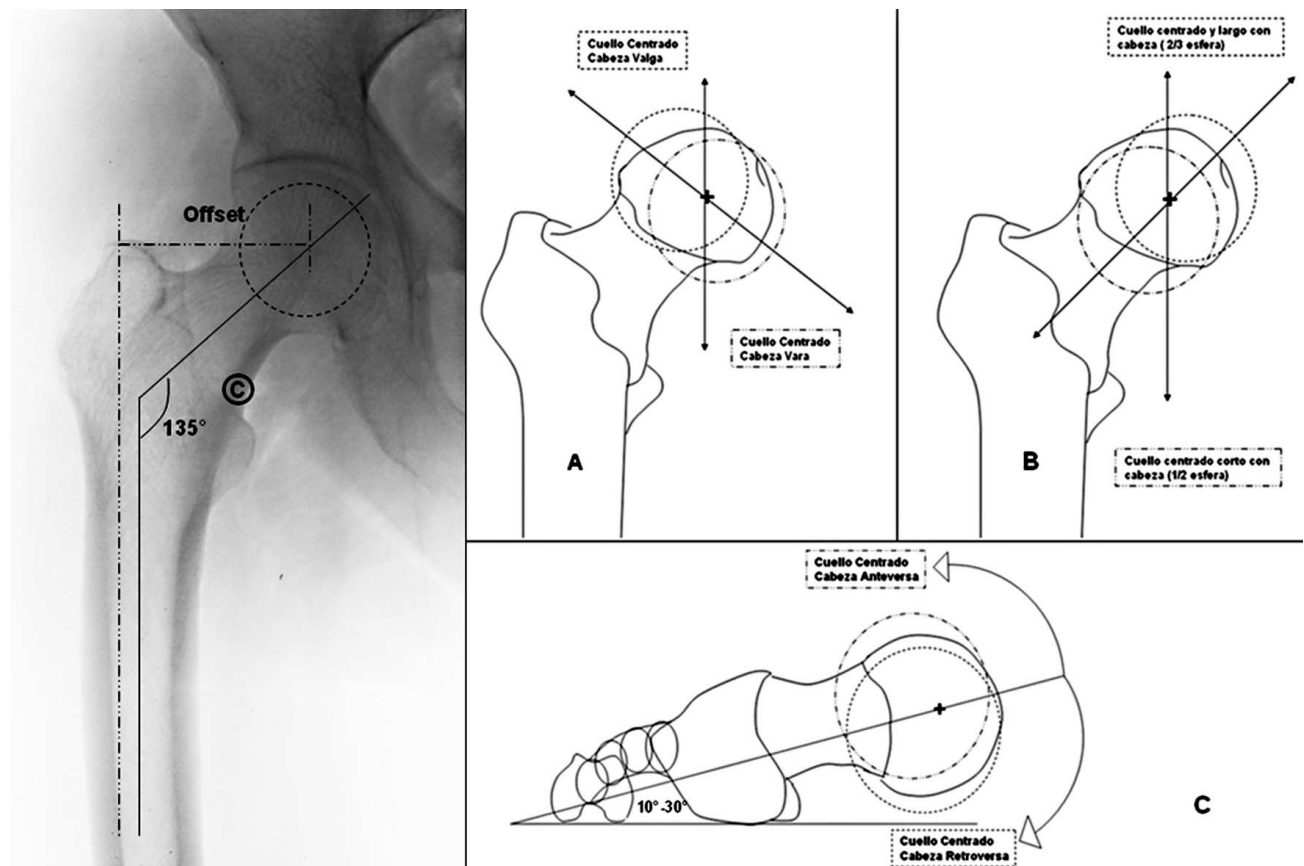 Offset
©
135°
Cuello Centrado
Cabeza Valga
Cuello Centrado
Cabeza Vara
A
Cuello centrado y largo con
cabeza ( 2/3 esfera)
Cuello centrado corto con
cabeza (1/2 esfera)
B
Cuello Centrado
Cabeza Anteversa
10°-30°
Cuello Centrado
Cabeza Retroversa
C